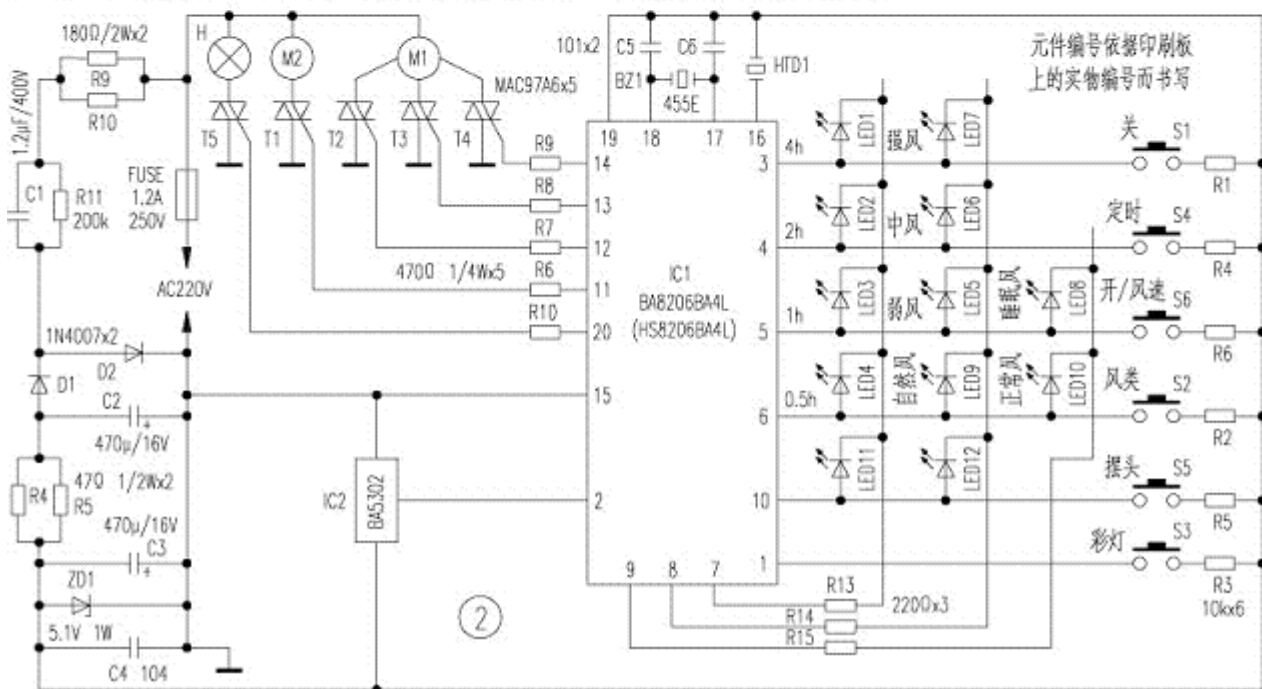 180Ω/2Wx2
R9
R10
1.2μF/400V
C1
R11
200k
FUSE
1.2A
250V
AC220V
1N4007x2
D2
D1
C2
+
470μ/16V
R4
R5
47Ω 1/2Wx2
470μ/16V
C3
+
ZD1
5.1V 1W
C4 104
H
M2
M1
T5
T1
T2
T3
T4
MAC97A6x5
R9
R8
R7
R6
R10
470Ω 1/4Wx5
IC2
BA5302
②
101x2
C5
C6
BZ1
455E
HTD1
19
18
17
16
14
13
12
11
20
15
2
9
8
7
3
4
5
6
10
1
IC1
BA8206BA4L
(HS8206BA4L)
4h
2h
1h
0.5h
LED1
强风
LED7
LED2
中风
LED6
LED3
弱风
LED5
睡眠风
LED8
LED4
自然风
LED9
正常风
LED10
LED11
LED12
R13
R14
R15
220Ωx3
元件编号依据印刷板
上的实物编号而书写
关
S1
R1
定时
S4
R4
开/风速
S6
R6
风类
S2
R2
摇头
S5
R5
彩灯
S3
R3
10kx6